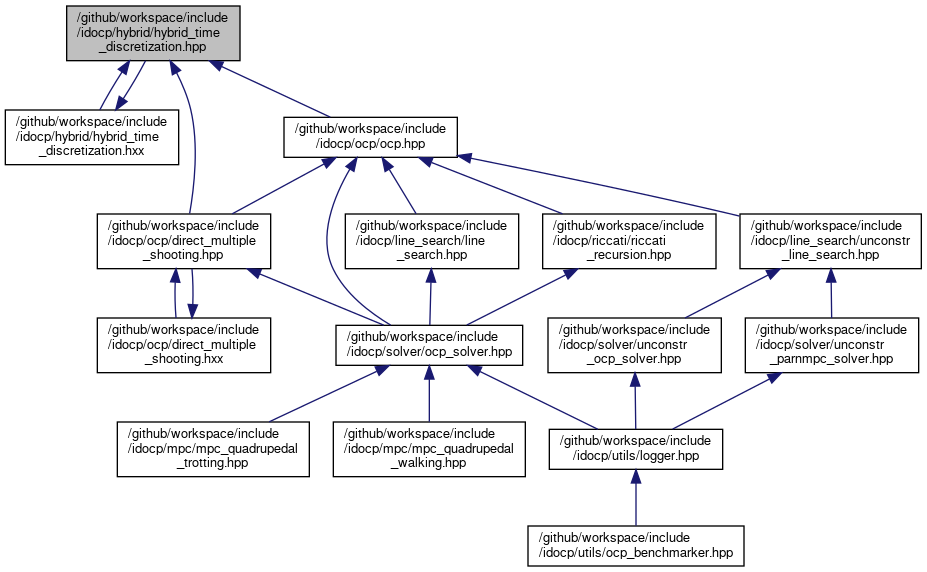 /github/workspace/include
/idocp/hybrid/hybrid_time
_discretization.hpp
/github/workspace/include
/idocp/hybrid/hybrid_time
_discretization.hxx
/github/workspace/include
/idocp/ocp/ocp.hpp
/github/workspace/include
/idocp/ocp/direct_multiple
_shooting.hpp
/github/workspace/include
/idocp/line_search/line
_search.hpp
/github/workspace/include
/idocp/riccati/riccati
_recursion.hpp
/github/workspace/include
/idocp/line_search/unconstr
_line_search.hpp
/github/workspace/include
/idocp/ocp/direct_multiple
_shooting.hxx
/github/workspace/include
/idocp/solver/ocp_solver.hpp
/github/workspace/include
/idocp/solver/unconstr
_ocp_solver.hpp
/github/workspace/include
/idocp/solver/unconstr
_parnmpc_solver.hpp
/github/workspace/include
/idocp/mpc/mpc_quadrupedal
_trotting.hpp
/github/workspace/include
/idocp/mpc/mpc_quadrupedal
_walking.hpp
/github/workspace/include
/idocp/utils/logger.hpp
/github/workspace/include
/idocp/utils/ocp_benchmarker.hpp